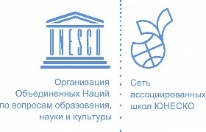 UNESCO
Организация
Объединенных Наций
по вопросам образования,
науки и культуры
Сеть
ассоциированных
школ ЮНЕСКО